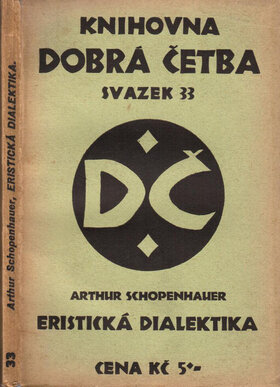 Arthur Schopenhauer, ERISTICKÁ DIALEKTIKA.
33
KNIHOVNA
DOBRÁ ČETBA
SVAZEK 33
DČ
ARTHUR SCHOPENHAUER
ERISTICKÁ DIALEKTIKA
CENA KČ 5•–